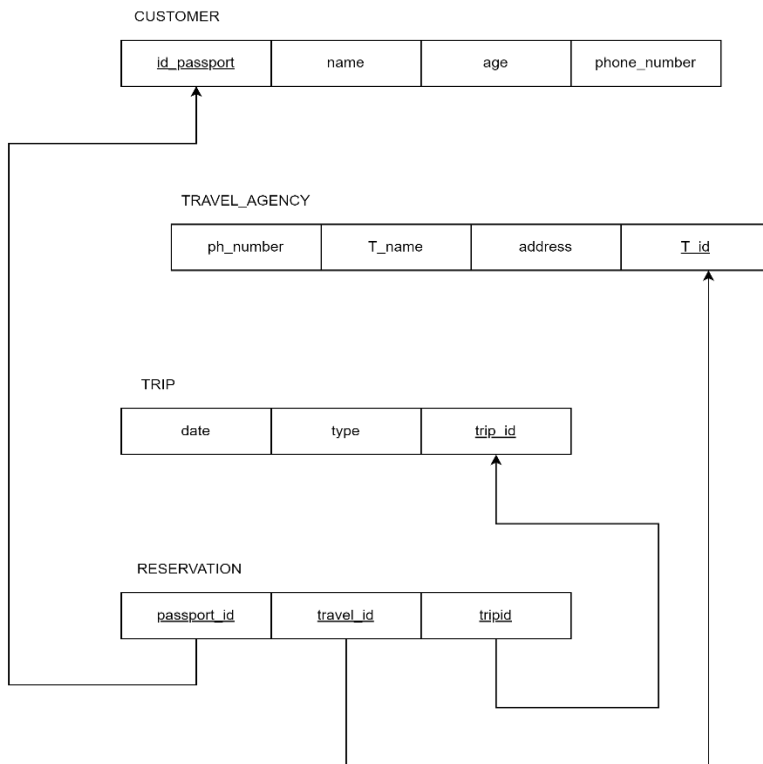 CUSTOMER
id_passport name age phone_number
TRAVEL_AGENCY
ph_number T_name address T_id
TRIP
date type trip_id
RESERVATION
passport_id travel_id tripid